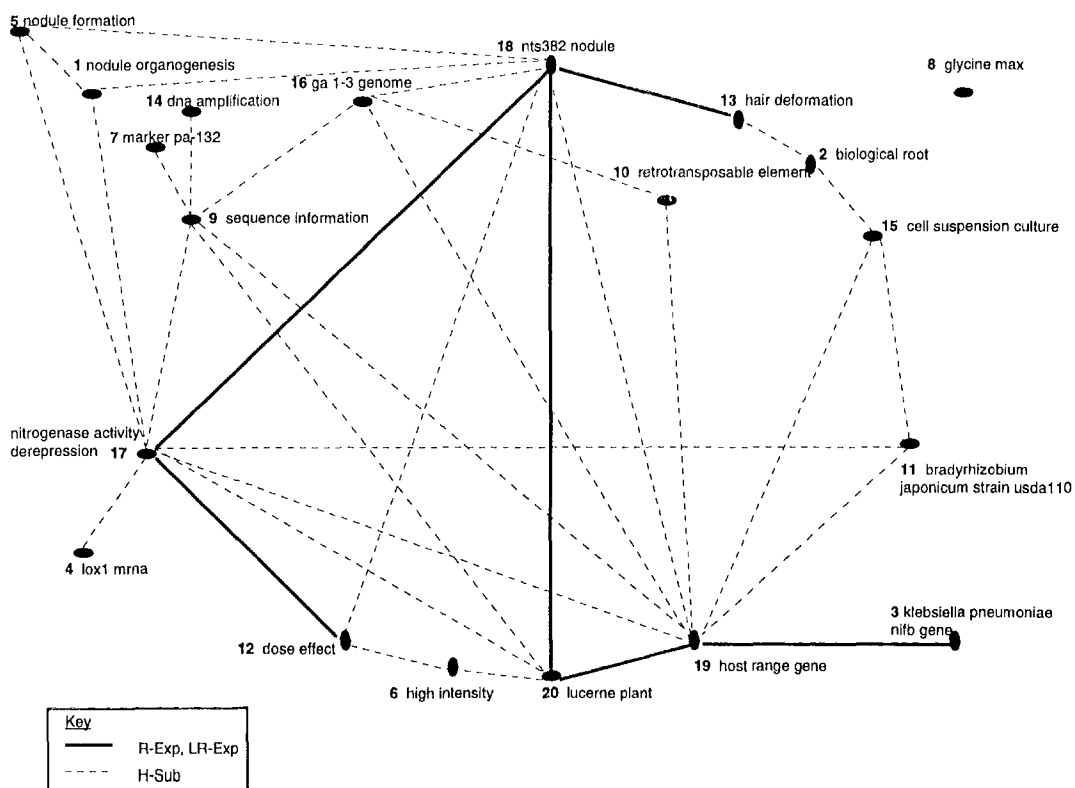 5 nodule formation
18 nts382 nodule
1 nodule organogenesis
16 ga 1-3 genome
8 glycine max
14 dna amplification
13 hair deformation
7 marker pa-132
2 biological root
10 retrotransposable element
9 sequence information
15 cell suspension culture
nitrogenase activity
derepression 17
11 bradyrhizobium
japonicum strain usda110
4 lox1 mrna
3 klebsiella pneumoniae
nifb gene
12 dose effect
19 host range gene
6 high intensity
20 lucerne plant
Key
R-Exp, LR-Exp
H-Sub